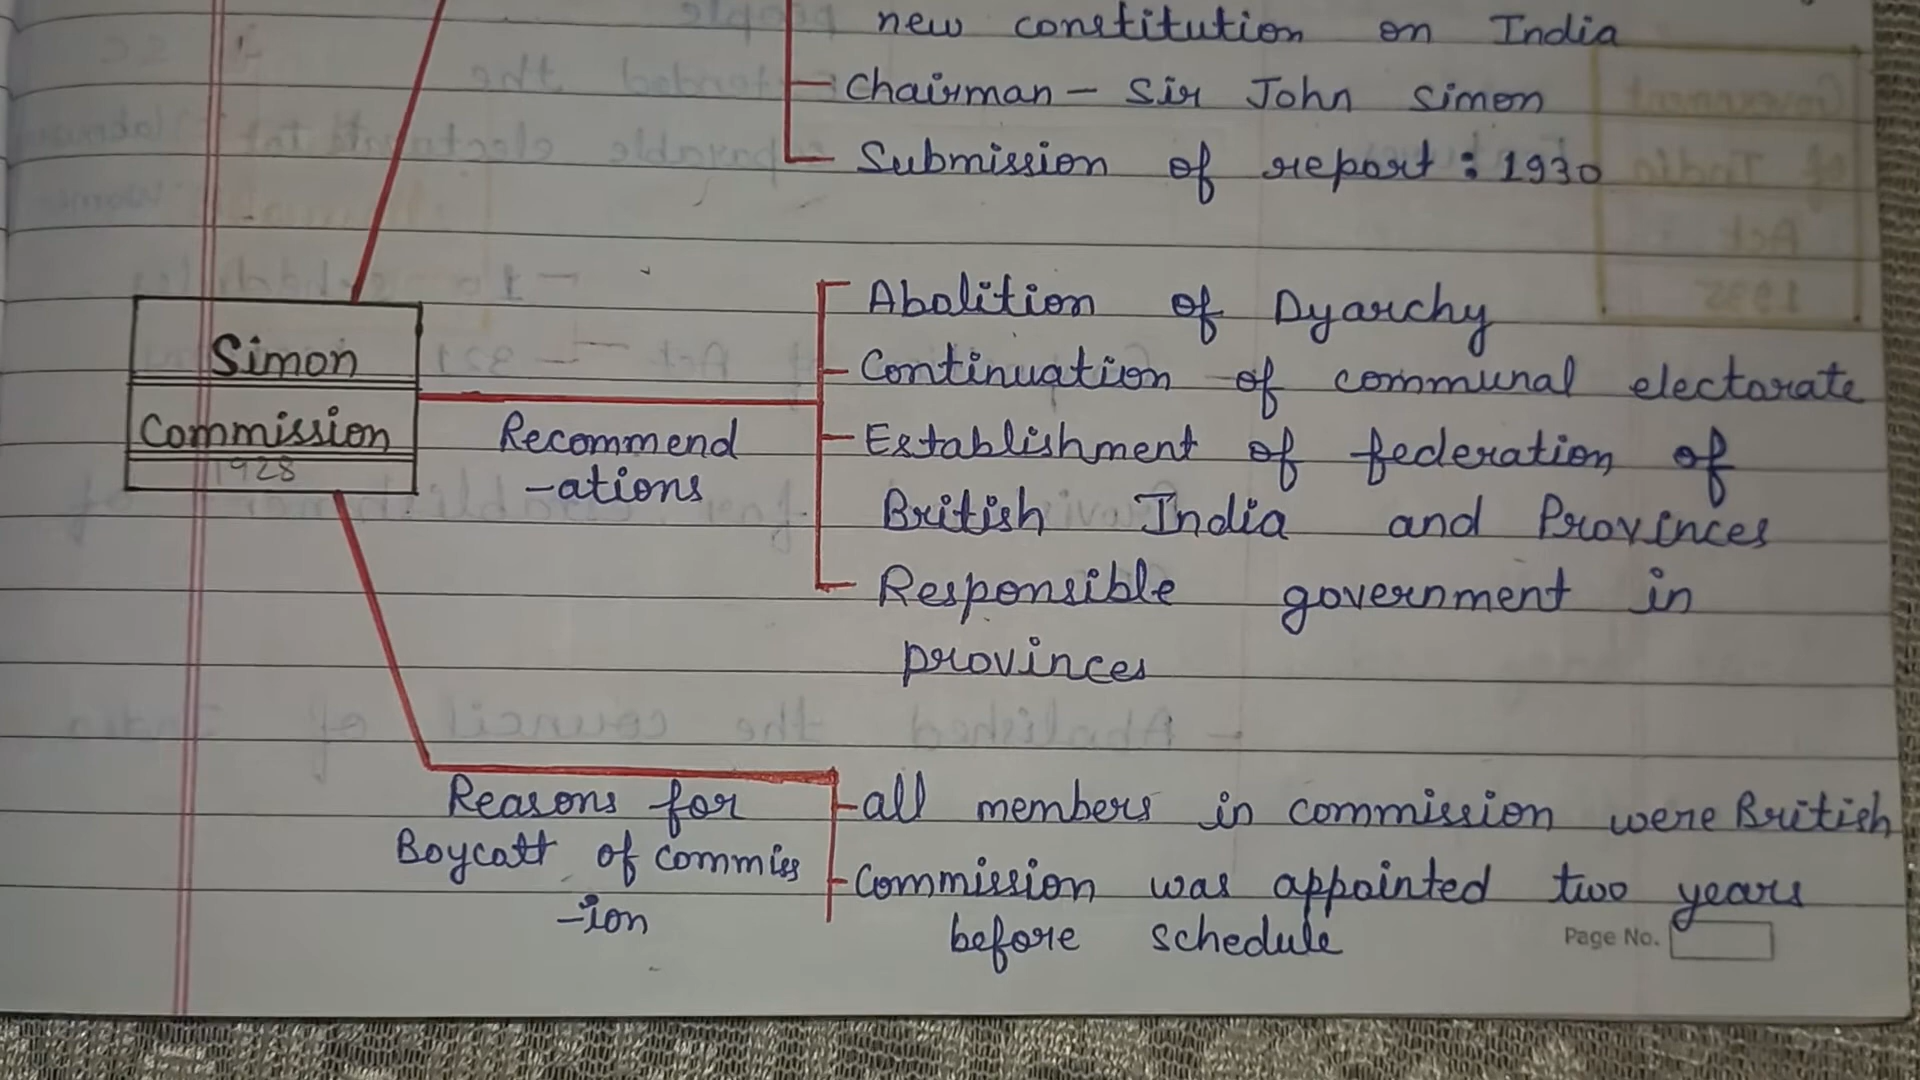 new constitution on India
Chairman - Sir John Simon
Submission of report : 1930
Simon
Commission
1928
Recommend
-ations
Abolition of Dyarchy
Continuation of communal electorate
Establishment of federation of
British India and Provinces
Responsible government in
provinces
Reasons for
Boycott of commiss
-ion
all members in commission were British
Commission was appointed two years
before schedule
Page No.